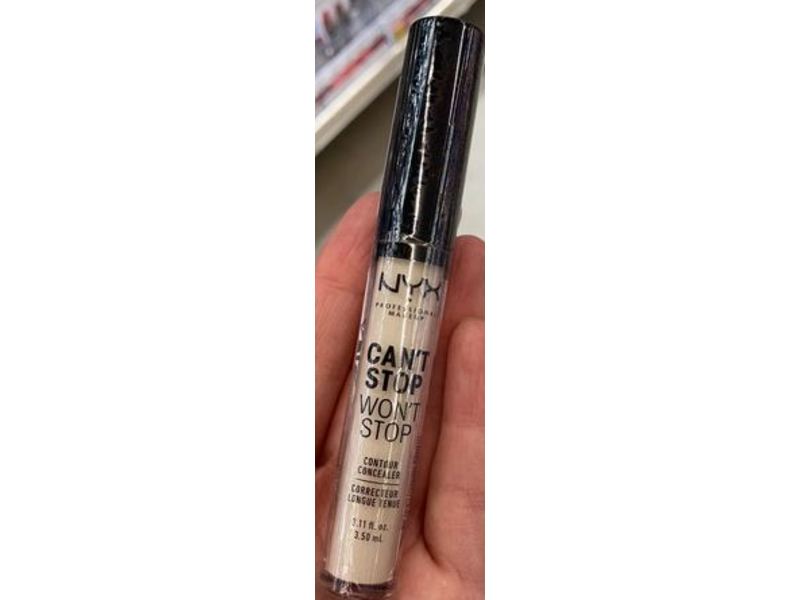 NYX
PROFESSIONAL
MAKEUP
CAN'T
STOP
WON'T
STOP
CONTOUR
CONCEALER
CORRECTEUR
LONGUE TENUE
0.11 fl. oz.
3.50 mL